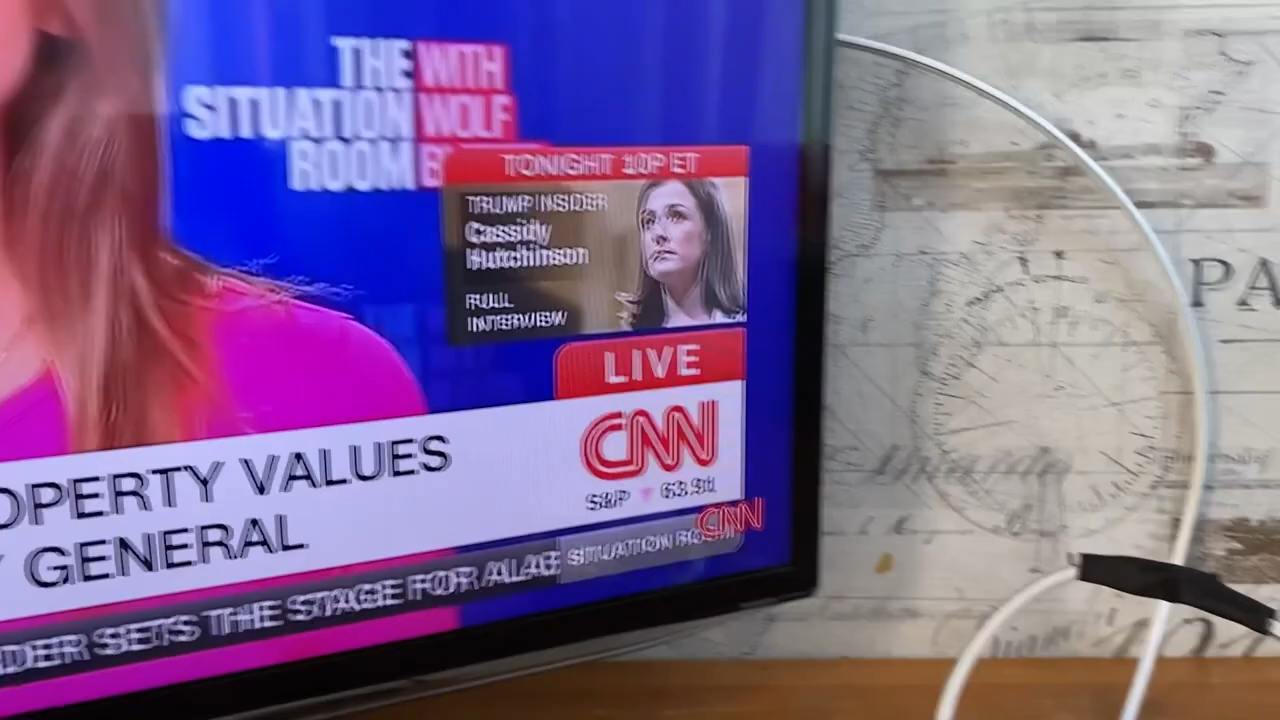 THE WITH
SITUATION WOLF
ROOM B
TONIGHT 10P ET
TRUMP INSIDER
Cassidy
Hutchinson
FULL
INTERVIEW
LIVE
CNN
OPERTY VALUES
S&P ▼ 63.91
Y GENERAL
CNN
DER SETS THE STAGE FOR A LAB SITUATION ROOM
PA